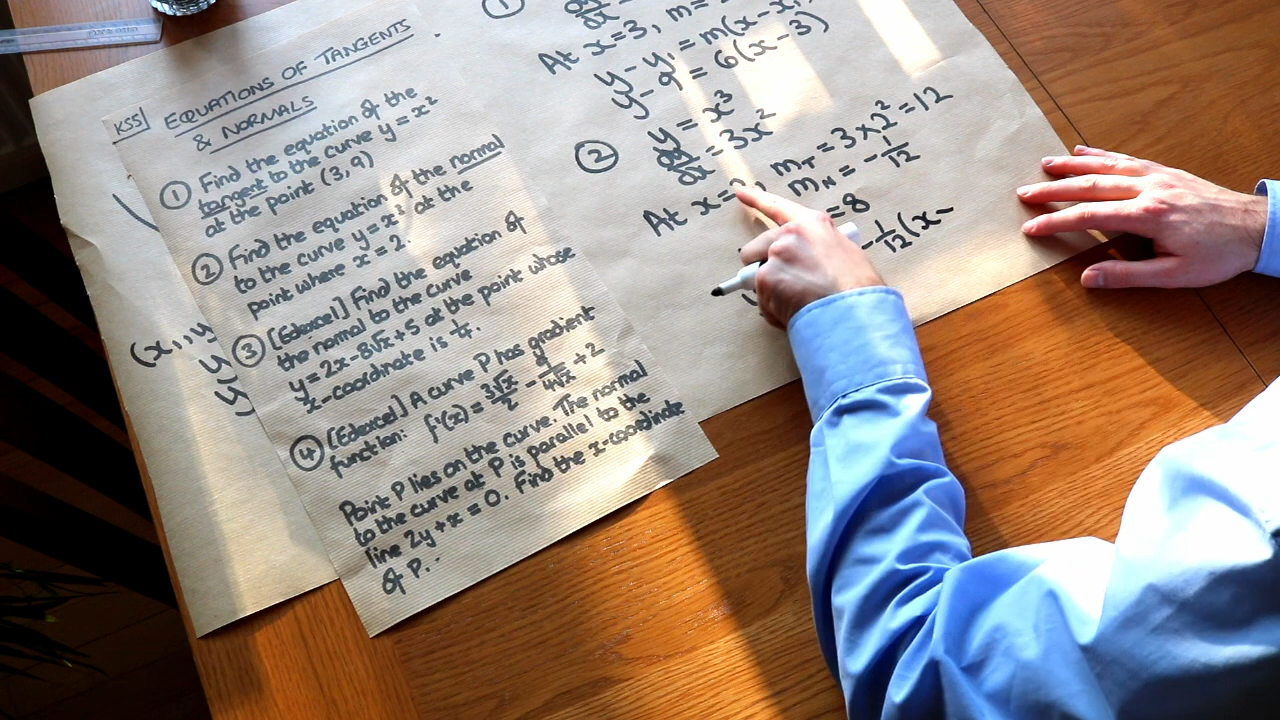 KS5
EQUATIONS OF TANGENTS
& NORMALS
① Find the equation of the
tangent to the curve y = x²
at the point (3, 9)
② Find the equation of the normal
to the curve y = x³ at the
point where x = 2.
③ [Edexcel] Find the equation of
the normal to the curve
y = 2x - 8√x + 5 at the point whose
x-coordinate is 1/4.
④ [Edexcel] A curve P has gradient
function: f'(x) = 3√x/2 - 9/4√x + 2
Point P lies on the curve. The normal
to the curve at P is parallel to the
line 2y + x = 0. Find the x-coordinate
of P.
(x₁, y
y - y
①
dy/dx =
At x = 3, m =
y - y₁ = m(x - x₁
y - 9 = 6(x - 3)
②
y = x³
dy/dx = 3x²
At x = m_T = 3 × 2² = 12
m_N = -1/12
= 8
-1/12(x -